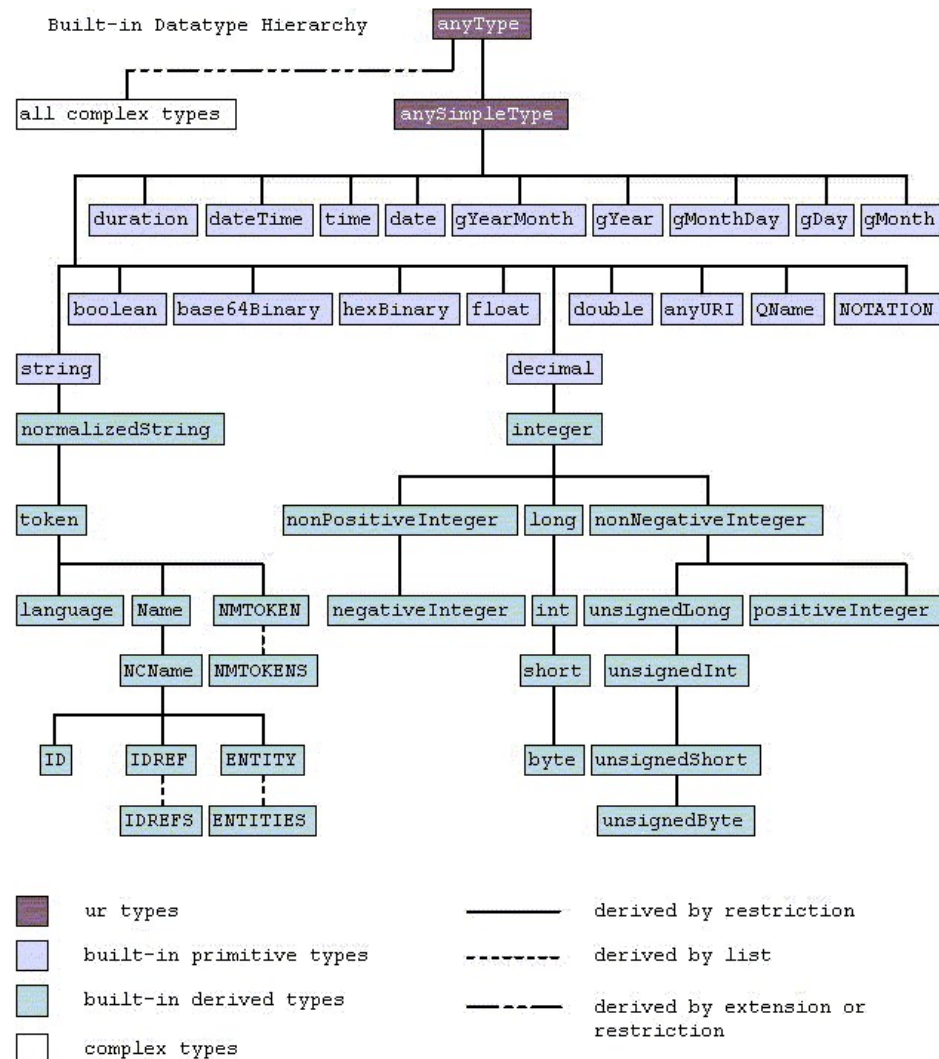 Built-in Datatype Hierarchy
anyType
all complex types
anySimpleType
duration
dateTime
time
date
gYearMonth
gYear
gMonthDay
gDay
gMonth
boolean
base64Binary
hexBinary
float
double
anyURI
QName
NOTATION
string
decimal
normalizedString
integer
token
nonPositiveInteger
long
nonNegativeInteger
language
Name
NMTOKEN
negativeInteger
int
unsignedLong
positiveInteger
NCName
NMTOKENS
short
unsignedInt
ID
IDREF
ENTITY
byte
unsignedShort
IDREFS
ENTITIES
unsignedByte
ur types
built-in primitive types
built-in derived types
complex types
derived by restriction
derived by list
derived by extension or
restriction